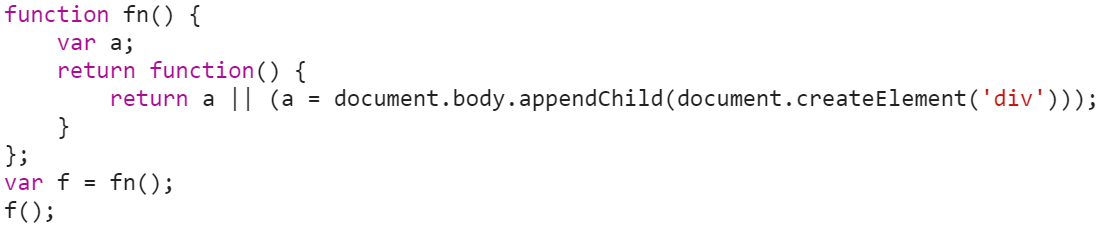 function fn() {
    var a;
    return function() {
        return a || (a = document.body.appendChild(document.createElement('div')));
    }
};
var f = fn();
f();